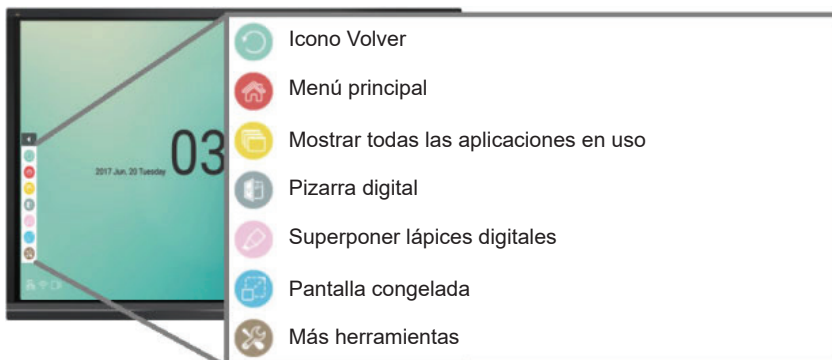 2017 Jun. 20 Tuesday
03
Icono Volver
Menú principal
Mostrar todas las aplicaciones en uso
Pizarra digital
Superponer lápices digitales
Pantalla congelada
Más herramientas